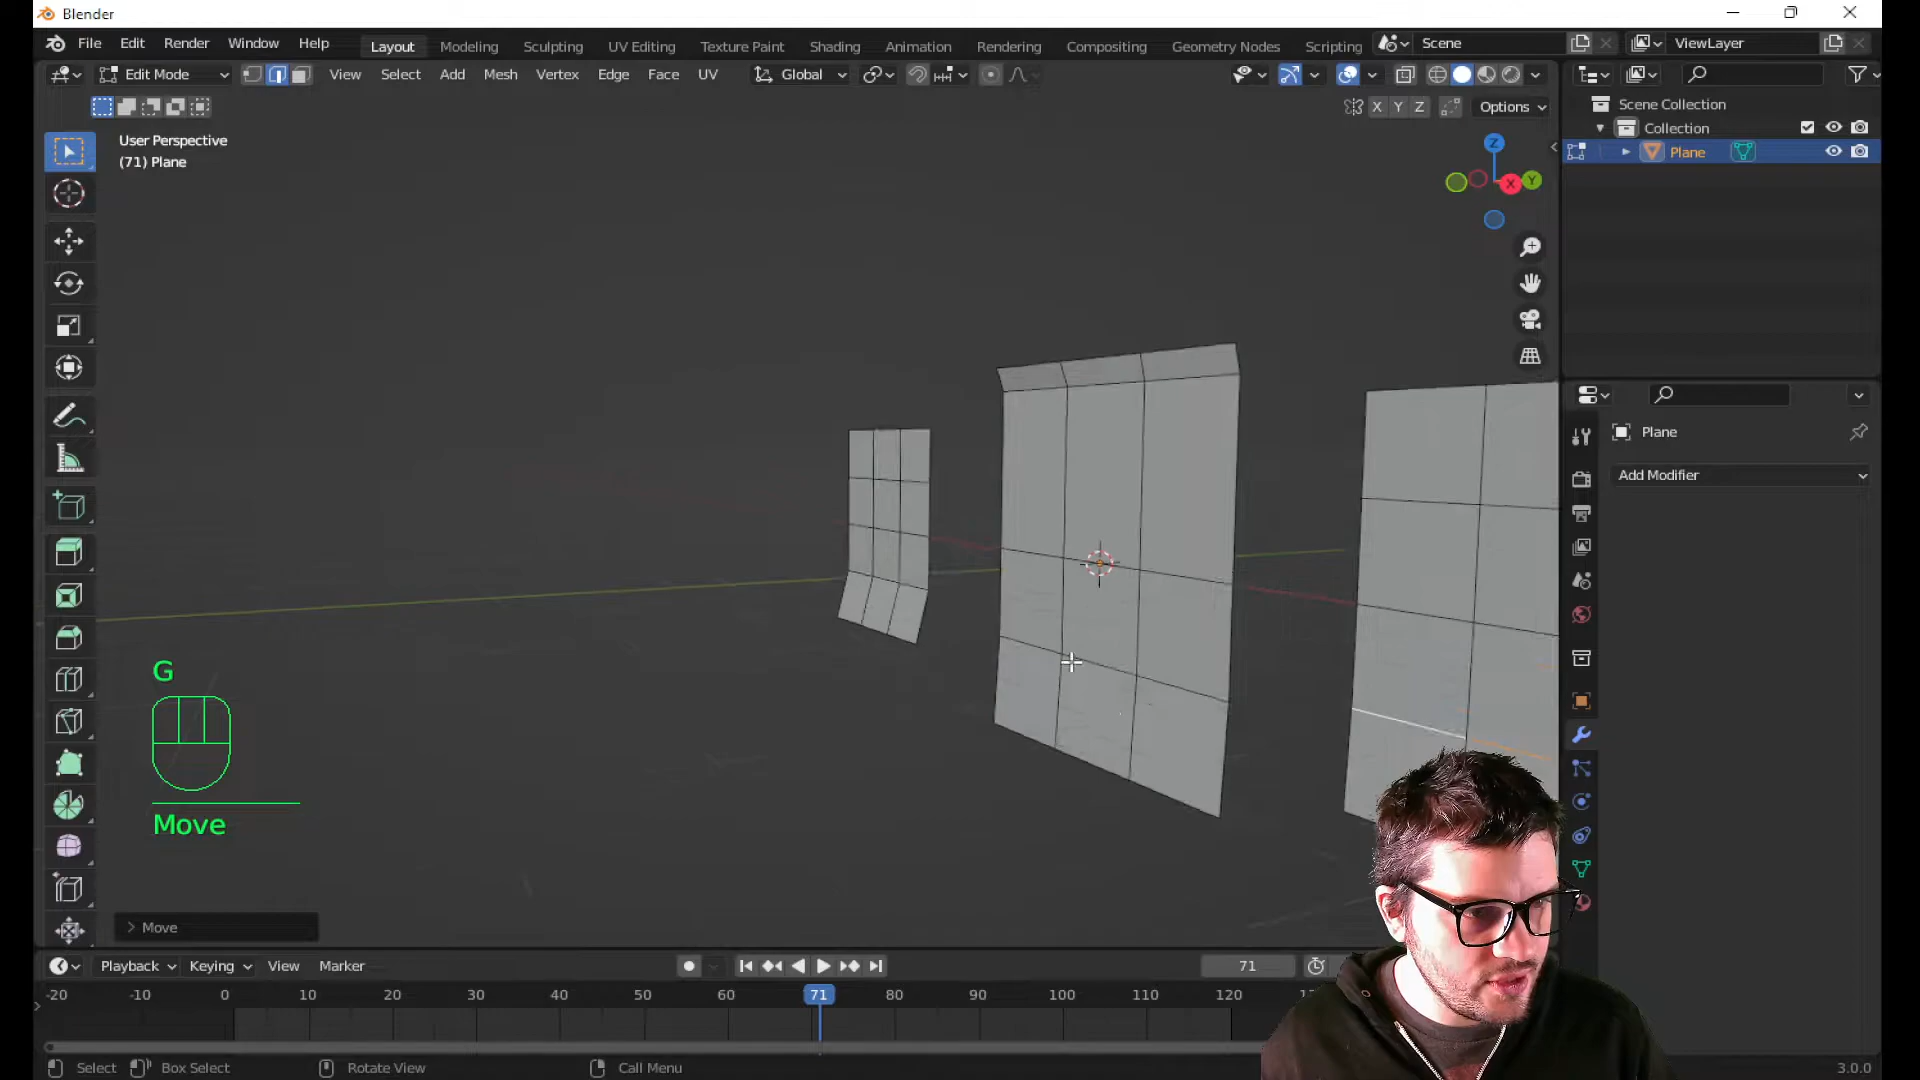 Blender
File Edit Render Window Help Layout Modeling Sculpting UV Editing Texture Paint Shading Animation Rendering Compositing Geometry Nodes Scripting Scene ViewLayer
Edit Mode View Select Add Mesh Vertex Edge Face UV Global
X Y Z Options
User Perspective
(71) Plane
Z
X Y
Scene Collection
Collection
Plane
Plane
Add Modifier
G
Move
Move
Playback Keying View Marker 71
-20 -10 0 10 20 30 40 50 60 71 80 90 100 110 120
Select Box Select Rotate View Call Menu 3.0.0